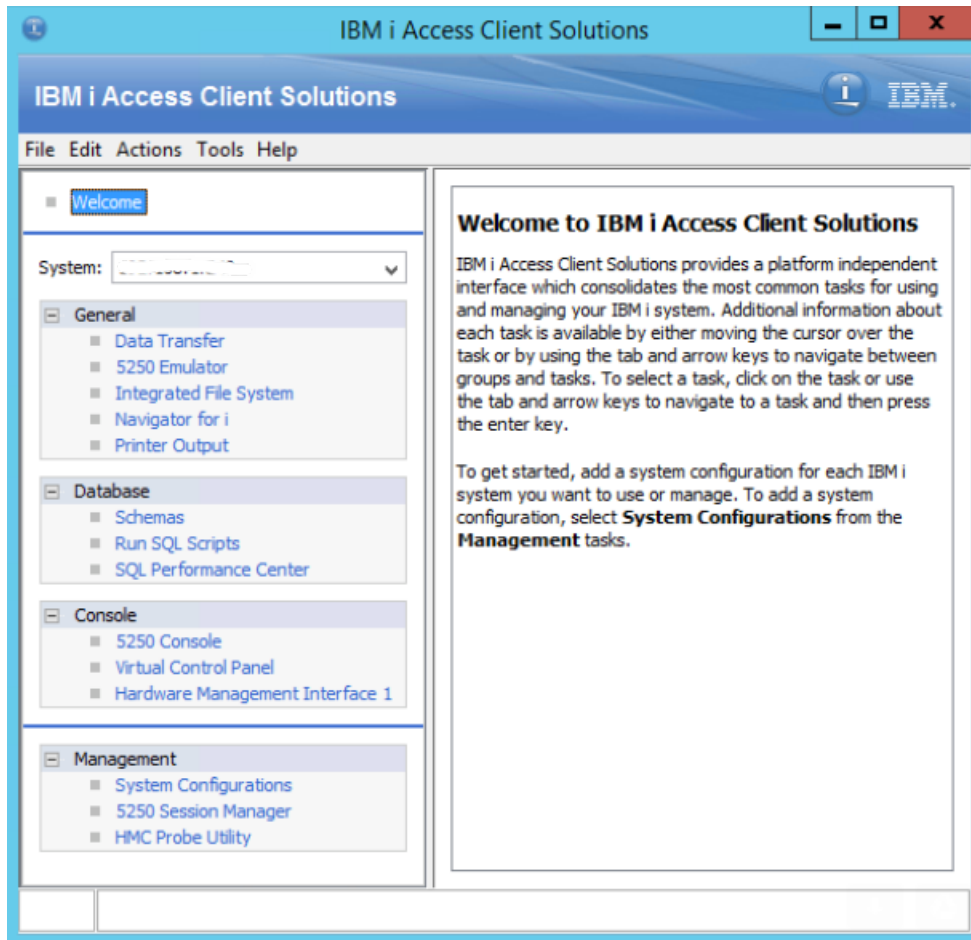 IBM i Access Client Solutions
IBM i Access Client Solutions
IBM.
File Edit Actions Tools Help
Welcome
System:
General
Data Transfer
5250 Emulator
Integrated File System
Navigator for i
Printer Output
Database
Schemas
Run SQL Scripts
SQL Performance Center
Console
5250 Console
Virtual Control Panel
Hardware Management Interface 1
Management
System Configurations
5250 Session Manager
HMC Probe Utility
Welcome to IBM i Access Client Solutions
IBM i Access Client Solutions provides a platform independent
interface which consolidates the most common tasks for using
and managing your IBM i system. Additional information about
each task is available by either moving the cursor over the
task or by using the tab and arrow keys to navigate between
groups and tasks. To select a task, click on the task or use
the tab and arrow keys to navigate to a task and then press
the enter key.
To get started, add a system configuration for each IBM i
system you want to use or manage. To add a system
configuration, select System Configurations from the
Management tasks.